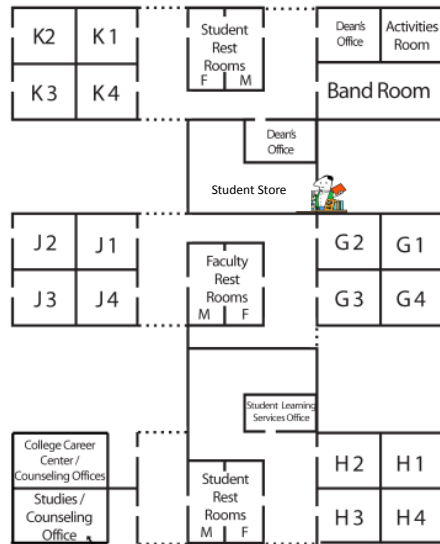 K2
K1
Student
Rest
Rooms
F
M
Dean's
Office
Activities
Room
K3
K4
Band Room
Dean's
Office
Student Store
J2
J1
Faculty
Rest
Rooms
M
F
G2
G1
J3
J4
G3
G4
Student Learning
Services Office
College Career
Center /
Counseling Offices
Studies /
Counseling
Office
Student
Rest
Rooms
M
F
H2
H1
H3
H4